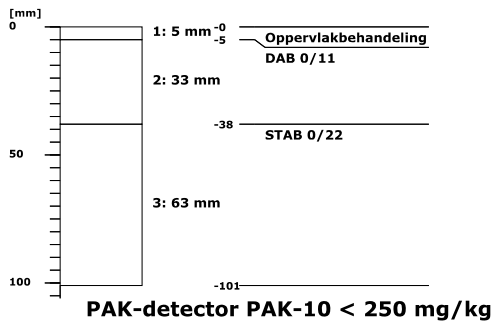 [mm]
0
1: 5 mm -0
-5 Oppervlakbehandeling
DAB 0/11
2: 33 mm
-38
STAB 0/22
50
3: 63 mm
100
-101
PAK-detector PAK-10 < 250 mg/kg